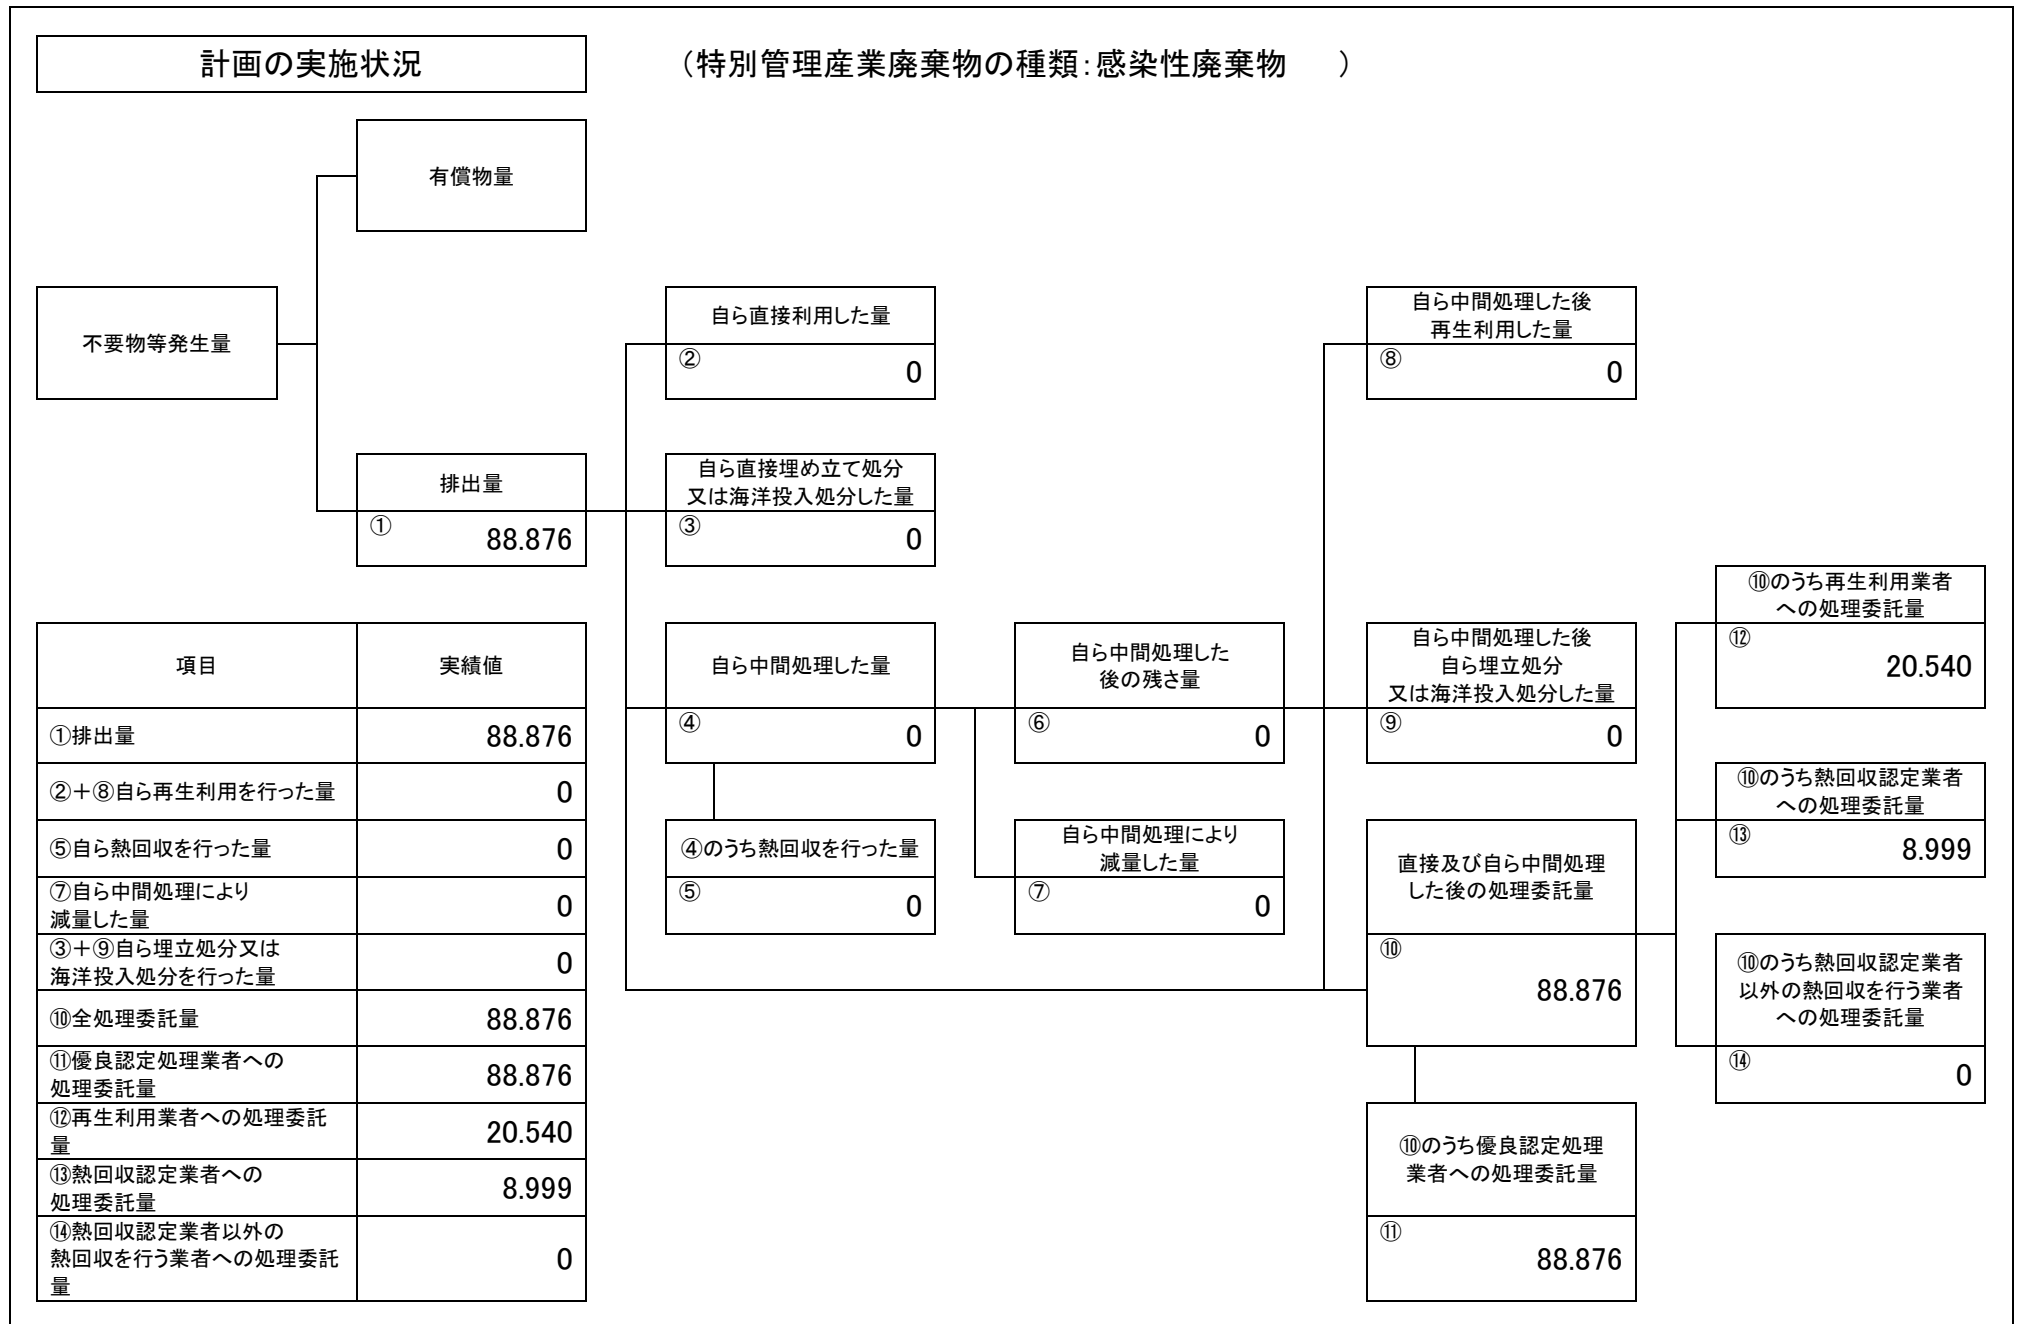 計画の実施状況
（特別管理産業廃棄物の種類：感染性廃棄物　　）
有償物量
不要物等発生量
自ら直接利用した量
②
0
自ら中間処理した後
再生利用した量
⑧
0
排出量
①
88.876
自ら直接埋め立て処分
又は海洋投入処分した量
③
0
⑩のうち再生利用業者
への処理委託量
⑫
20.540
自ら中間処理した量
④
0
自ら中間処理した
後の残さ量
⑥
0
自ら中間処理した後
自ら埋立処分
又は海洋投入処分した量
⑨
0
⑩のうち熱回収認定業者
への処理委託量
⑬
8.999
④のうち熱回収を行った量
⑤
0
自ら中間処理により
減量した量
⑦
0
直接及び自ら中間処理
した後の処理委託量
⑩
88.876
⑩のうち熱回収認定業者
以外の熱回収を行う業者
への処理委託量
⑭
0
⑩のうち優良認定処理
業者への処理委託量
⑪
88.876
項目
実績値
①排出量
88.876
②＋⑧自ら再生利用を行った量
0
⑤自ら熱回収を行った量
0
⑦自ら中間処理により
減量した量
0
③＋⑨自ら埋立処分又は
海洋投入処分を行った量
0
⑩全処理委託量
88.876
⑪優良認定処理業者への
処理委託量
88.876
⑫再生利用業者への処理委託
量
20.540
⑬熱回収認定業者への
処理委託量
8.999
⑭熱回収認定業者以外の
熱回収を行う業者への処理委託
量
0